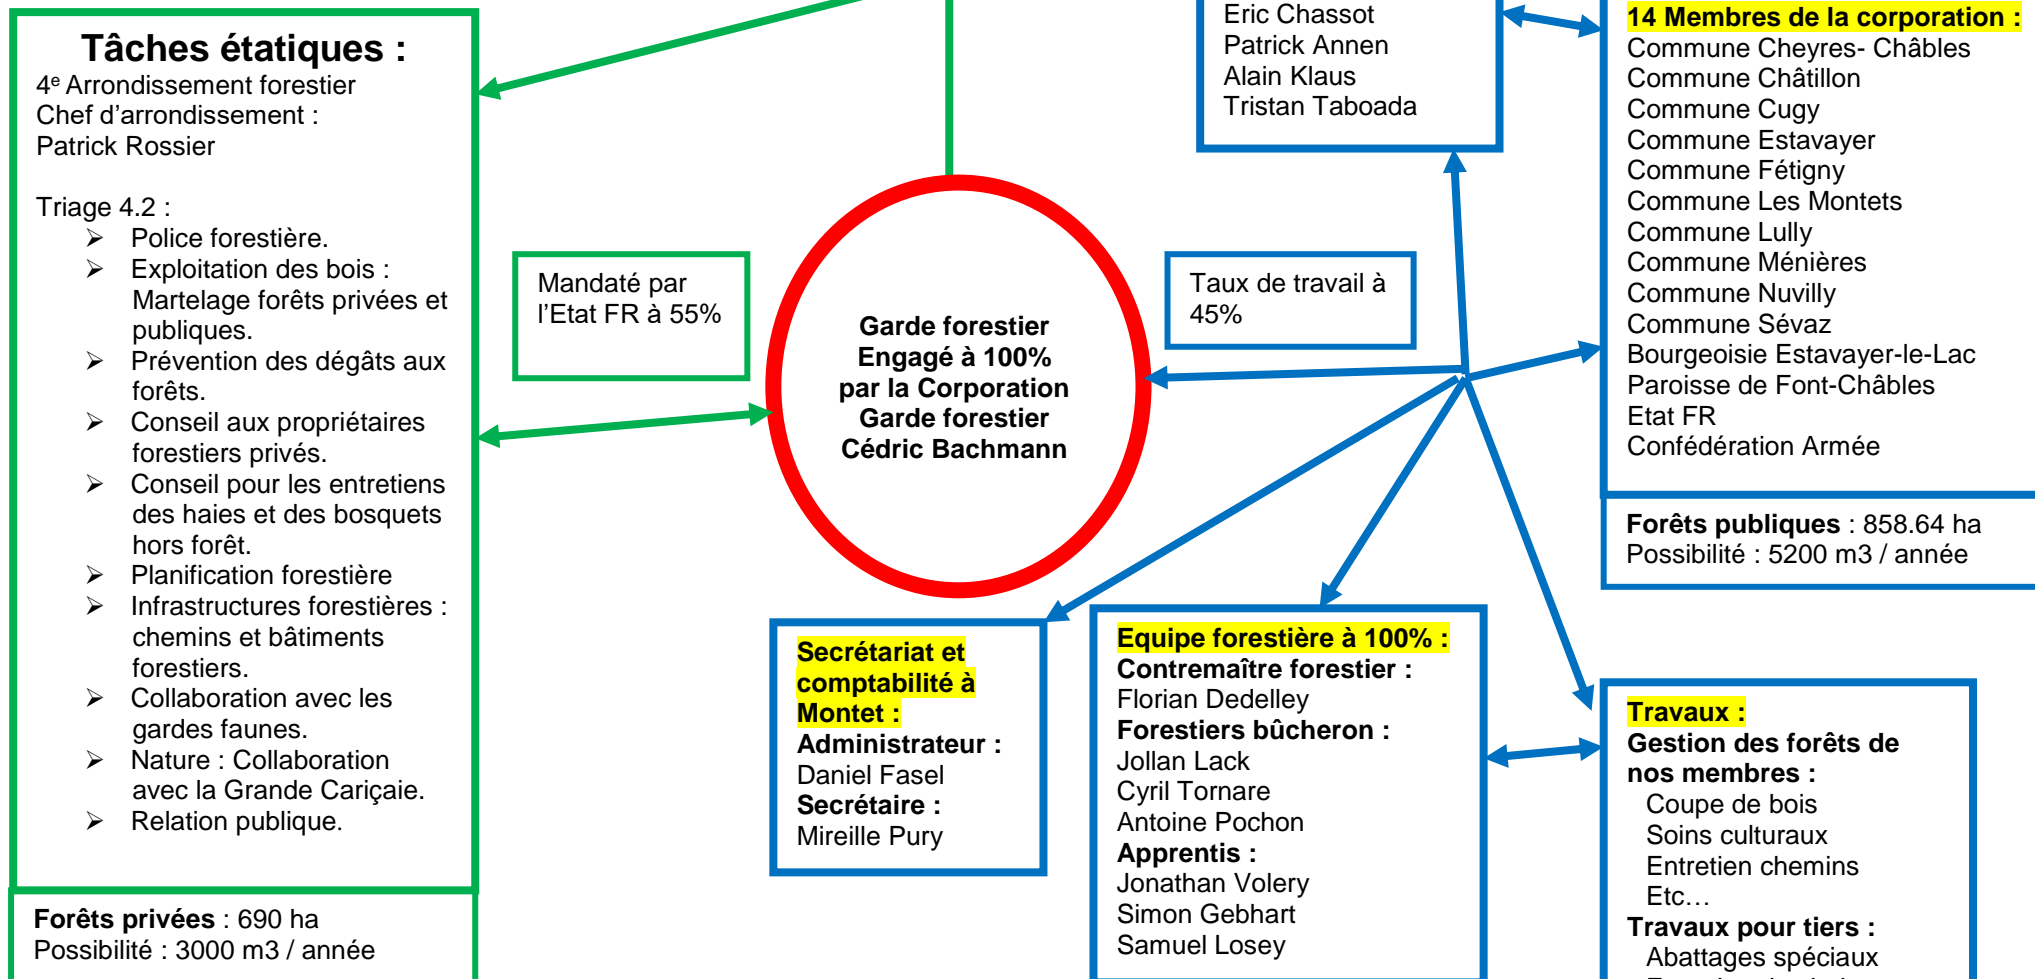 Tâches étatiques :
4e Arrondissement forestier
Chef d'arrondissement :
Patrick Rossier
Triage 4.2 :
➢ Police forestière.
➢ Exploitation des bois :
Martelage forêts privées et
publiques.
➢ Prévention des dégâts aux
forêts.
➢ Conseil aux propriétaires
forestiers privés.
➢ Conseil pour les entretiens
des haies et des bosquets
hors forêt.
➢ Planification forestière
➢ Infrastructures forestières :
chemins et bâtiments
forestiers.
➢ Collaboration avec les
gardes faunes.
➢ Nature : Collaboration
avec la Grande Cariçaie.
➢ Relation publique.
Forêts privées : 690 ha
Possibilité : 3000 m3 / année
Mandaté par
l'Etat FR à 55%
Garde forestier
Engagé à 100%
par la Corporation
Garde forestier
Cédric Bachmann
Taux de travail à
45%
Eric Chassot
Patrick Annen
Alain Klaus
Tristan Taboada
14 Membres de la corporation :
Commune Cheyres- Châbles
Commune Châtillon
Commune Cugy
Commune Estavayer
Commune Fétigny
Commune Les Montets
Commune Lully
Commune Ménières
Commune Nuvilly
Commune Sévaz
Bourgeoisie Estavayer-le-Lac
Paroisse de Font-Châbles
Etat FR
Confédération Armée
Forêts publiques : 858.64 ha
Possibilité : 5200 m3 / année
Secrétariat et
comptabilité à
Montet :
Administrateur :
Daniel Fasel
Secrétaire :
Mireille Pury
Equipe forestière à 100% :
Contremaître forestier :
Florian Dedelley
Forestiers bûcheron :
Jollan Lack
Cyril Tornare
Antoine Pochon
Apprentis :
Jonathan Volery
Simon Gebhart
Samuel Losey
Travaux :
Gestion des forêts de
nos membres :
Coupe de bois
Soins culturaux
Entretien chemins
Etc…
Travaux pour tiers :
Abattages spéciaux